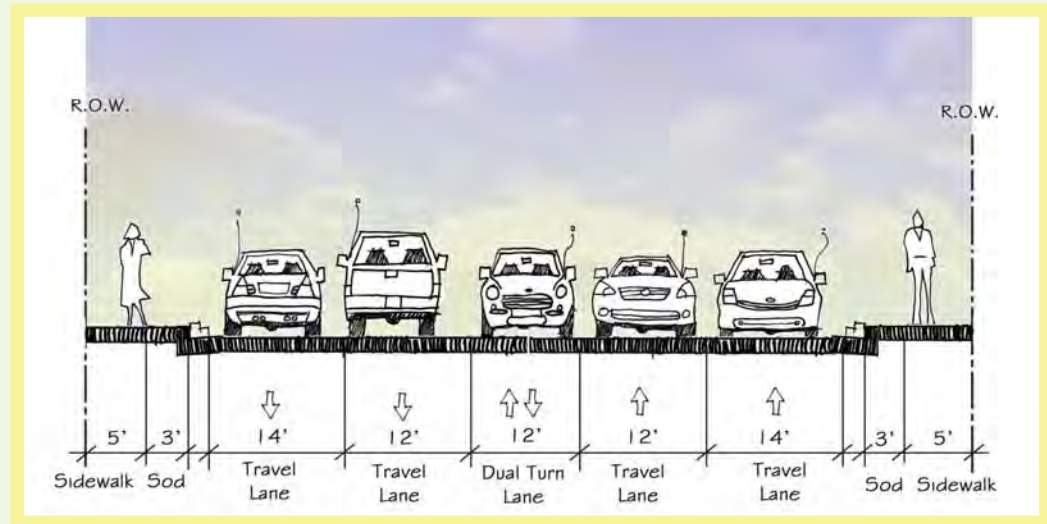 R.O.W.
R.O.W.
5' 3' 14' 12' 12' 12' 14' 3' 5'
Sidewalk Sod Travel Lane Travel Lane Dual Turn Lane Travel Lane Travel Lane Sod Sidewalk